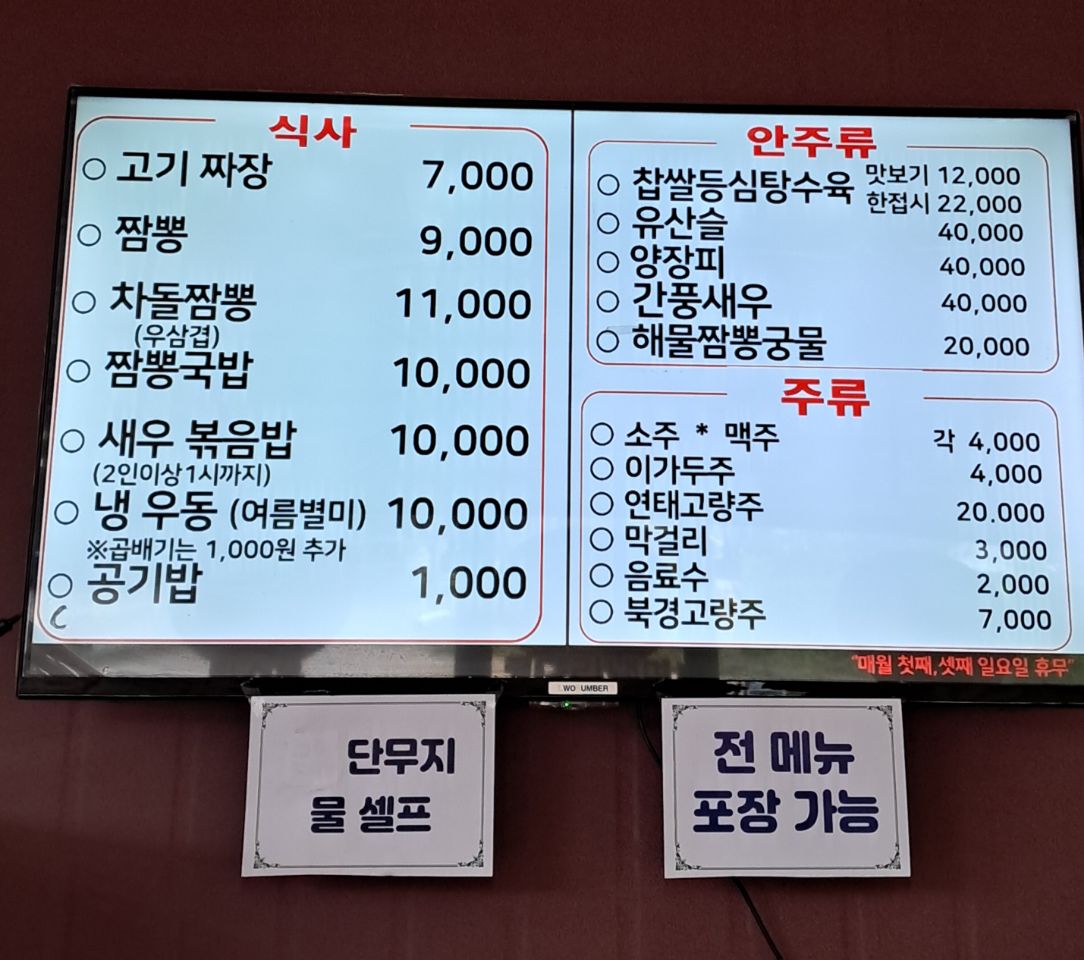 식사
○ 고기 짜장 7,000
○ 짬뽕 9,000
○ 차돌짬뽕 11,000
(우삼겹)
○ 짬뽕국밥 10,000
○ 새우 볶음밥 10,000
(2인이상1시까지)
○ 냉 우동 (여름별미) 10,000
※곱배기는 1,000원 추가
○ 공기밥 1,000
안주류
○ 찹쌀등심탕수육 맛보기 12,000
한접시 22,000
○ 유산슬 40,000
○ 양장피 40,000
○ 간풍새우 40,000
○ 해물짬뽕궁물 20,000
주류
○ 소주 * 맥주 각 4,000
○ 이가두주 4,000
○ 연태고량주 20.000
○ 막걸리 3,000
○ 음료수 2,000
○ 북경고량주 7,000
"매월 첫째,셋째 일요일 휴무"
WO UMBER
단무지
물 셀프
전 메뉴
포장 가능